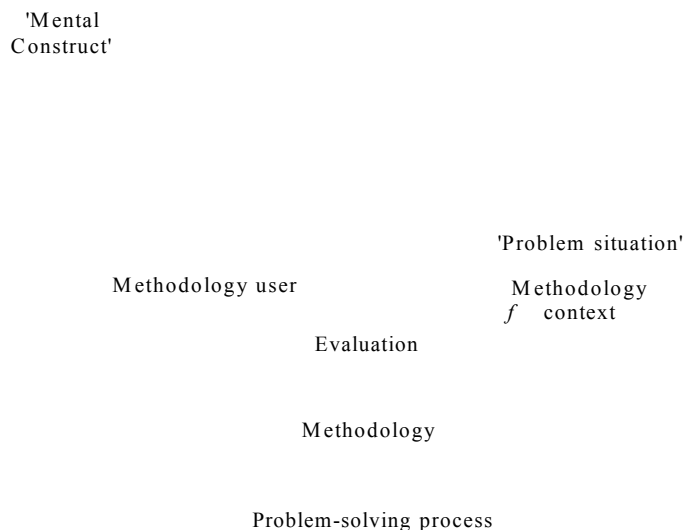 'Mental
Construct'
'Problem situation'
Methodology user
Methodology
f context
Evaluation
Methodology
Problem-solving process